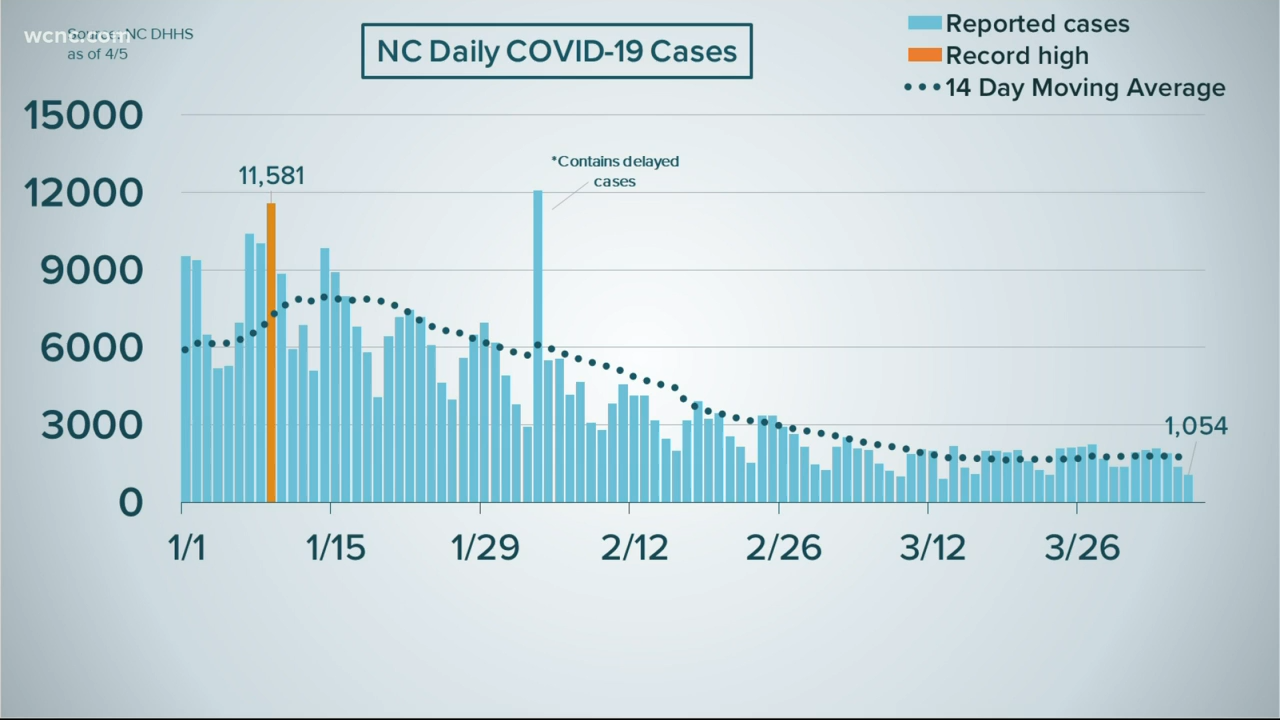 wcnc.com
Source: NC DHHS
as of 4/5
NC Daily COVID-19 Cases
Reported cases
Record high
14 Day Moving Average
15000
12000
9000
6000
3000
0
11,581
*Contains delayed
cases
1,054
1/1
1/15
1/29
2/12
2/26
3/12
3/26